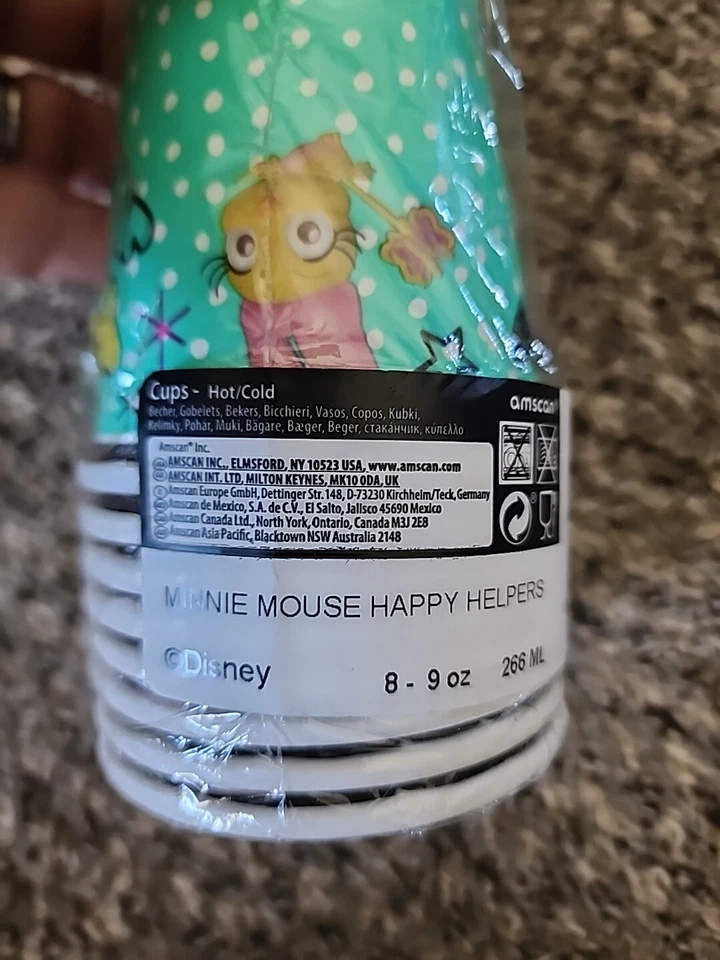 Cups - Hot/Cold
amscan
Becher, Gobelets, Bekers, Bicchieri, Vasos, Copos, Kubki,
Kelimky, Pohár, Muki, Bägare, Bæger, Beger, стакáнчик, κύπελλο
Amscan® Inc.
AMSCAN INC., ELMSFORD, NY 10523 USA, www.amscan.com
AMSCAN INT. LTD, MILTON KEYNES, MK10 0DA, UK
Amscan Europe GmbH, Dettinger Str. 148, D-73230 Kirchheim/Teck, Germany
Amscan de Mexico, S.A. de C.V., El Salto, Jalisco 45690 Mexico
Amscan Canada Ltd., North York, Ontario, Canada M3J 2E8
Amscan Asia Pacific, Blacktown NSW Australia 2148
MINNIE MOUSE HAPPY HELPERS
©Disney
8 - 9 oz
266 ML